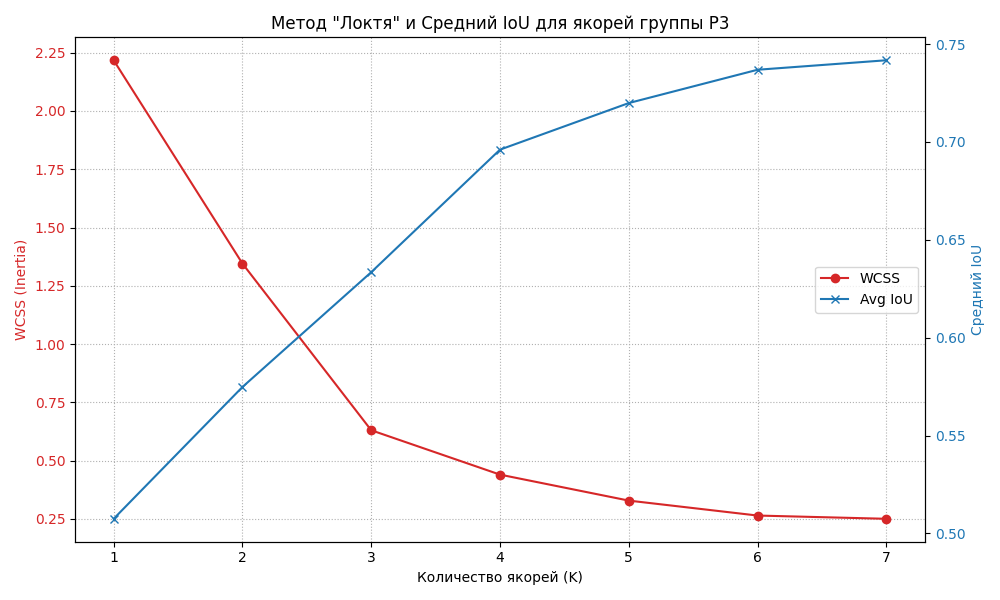 Метод "Локтя" и Средний IoU для якорей группы P3
WCSS (Inertia)
2.25
2.00
1.75
1.50
1.25
1.00
0.75
0.50
0.25
1 2 3 4 5 6 7
Количество якорей (K)
WCSS
Avg IoU
0.75
0.70
0.65
0.60
0.55
0.50
Средний IoU